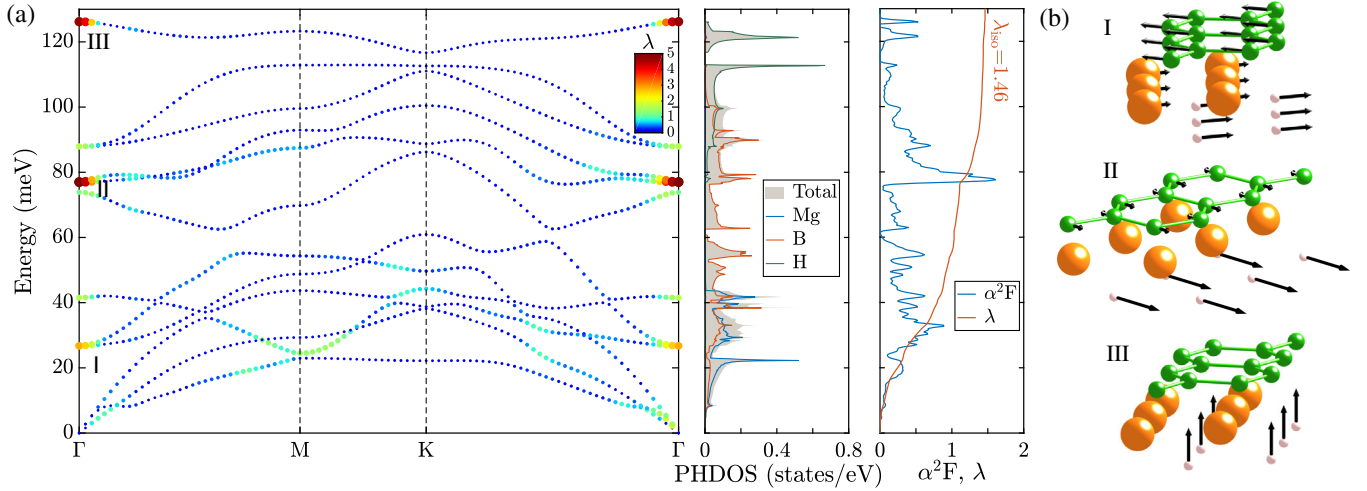 (a)
III
II
I
λ
5
4
3
2
1
0
Energy (meV)
120
100
80
60
40
20
0
Γ
M
K
Γ
Total
Mg
B
H
0
0.4
0.8
PHDOS (states/eV)
λiso=1.46
α²F
λ
0
1
2
α²F, λ
(b)
I
II
III